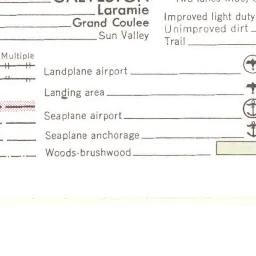 GALVESTON
Laramie
Grand Coulee
Sun Valley
Multiple
Improved light duty
Unimproved dirt
Trail
Landplane airport
Landing area
Seaplane airport
Seaplane anchorage
Woods-brushwood